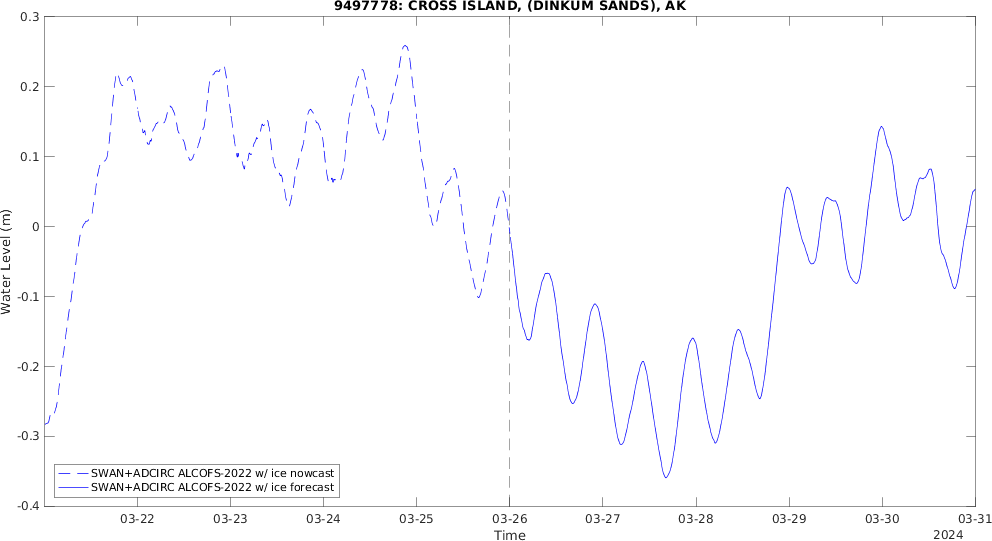 9497778: CROSS ISLAND, (DINKUM SANDS), AK
0.3
0.2
0.1
0
-0.1
-0.2
-0.3
-0.4
Water Level (m)
SWAN+ADCIRC ALCOFS-2022 w/ ice nowcast
SWAN+ADCIRC ALCOFS-2022 w/ ice forecast
03-22 03-23 03-24 03-25 03-26 03-27 03-28 03-29 03-30 03-31
Time
2024